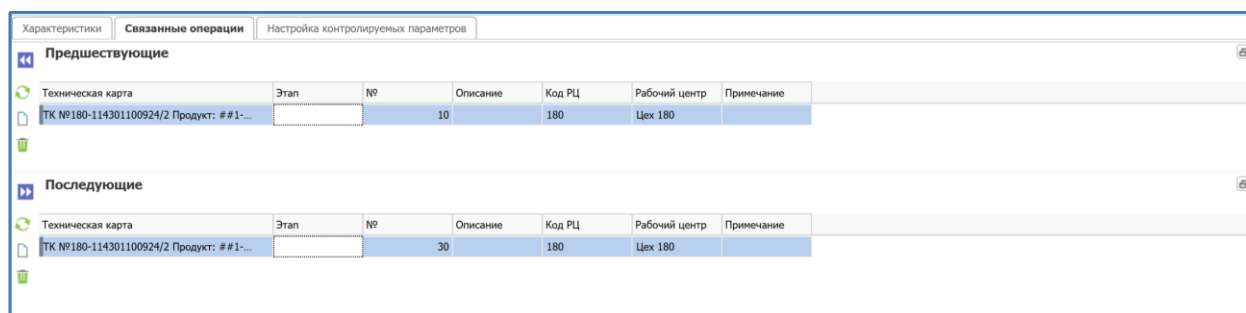 Характеристики Связанные операции Настройка контролируемых параметров
Предшествующие
Техническая карта Этап № Описание Код РЦ Рабочий центр Примечание
ТК №180-114301100924/2 Продукт: ##1-... 10 180 Цех 180
Последующие
Техническая карта Этап № Описание Код РЦ Рабочий центр Примечание
ТК №180-114301100924/2 Продукт: ##1-... 30 180 Цех 180